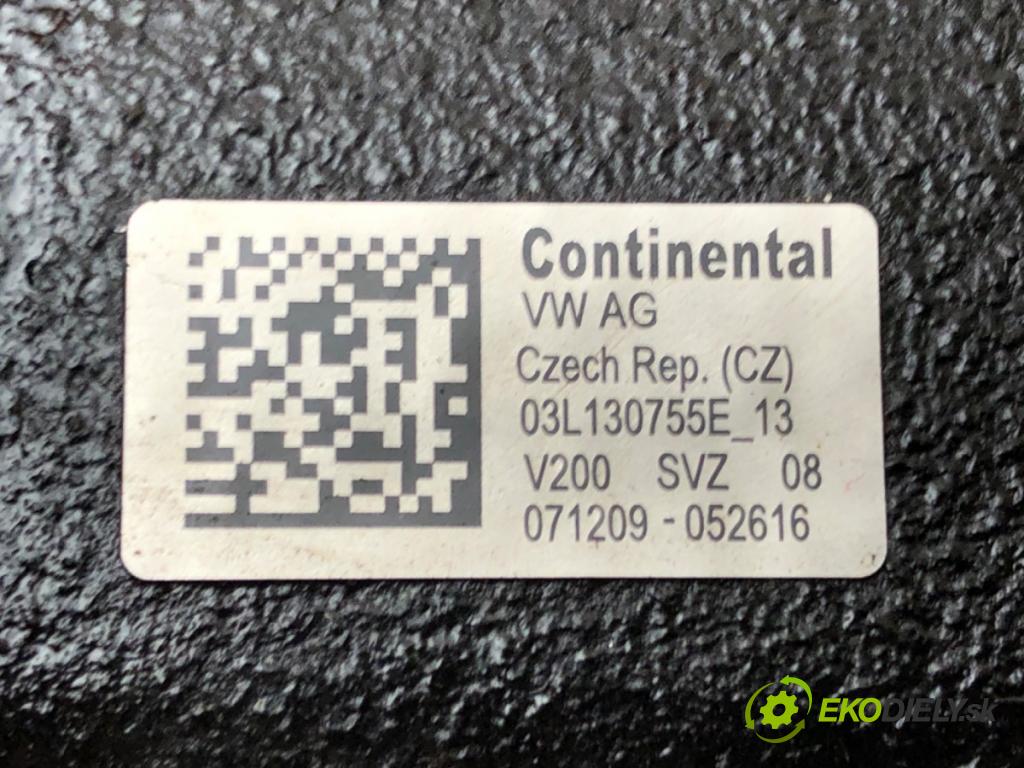 Continental
VW AG
Czech Rep. (CZ)
03L130755E_13
V200 SVZ 08
071209 - 052616
EKODIELY.sk